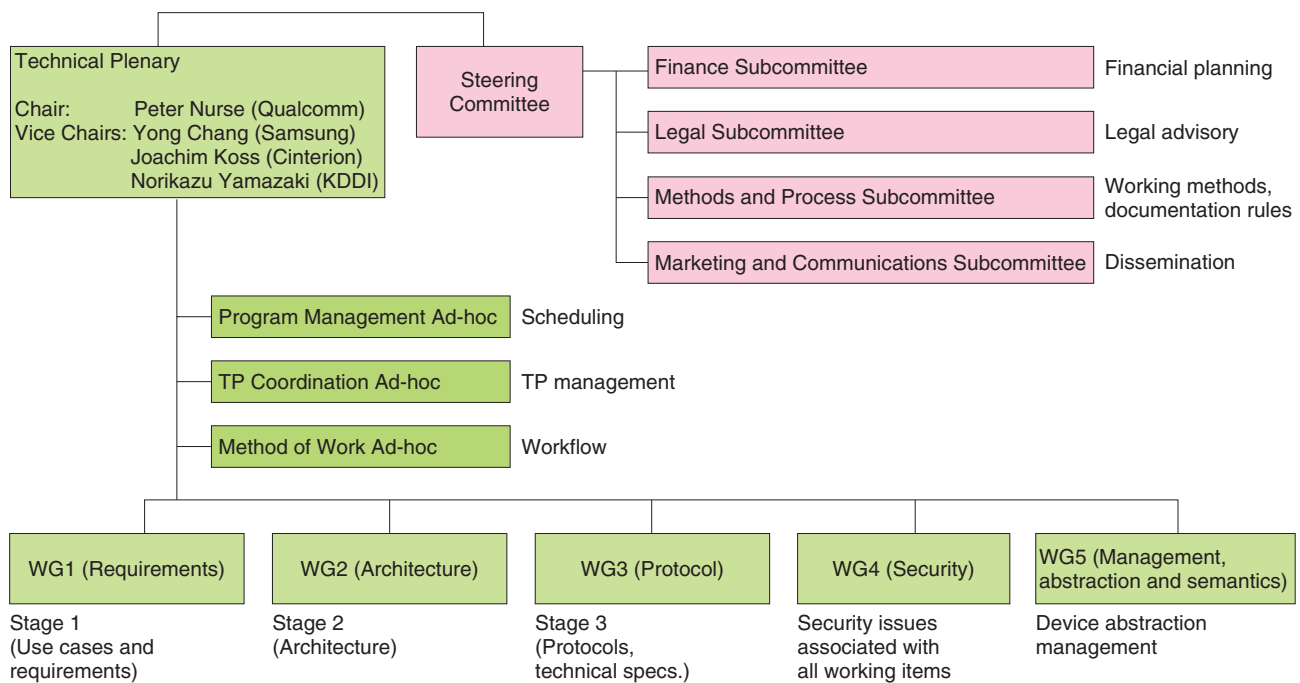 Technical Plenary
Chair: Peter Nurse (Qualcomm)
Vice Chairs: Yong Chang (Samsung)
Joachim Koss (Cinterion)
Norikazu Yamazaki (KDDI)
Steering
Committee
Finance Subcommittee
Financial planning
Legal Subcommittee
Legal advisory
Methods and Process Subcommittee
Working methods,
documentation rules
Marketing and Communications Subcommittee
Dissemination
Program Management Ad-hoc
Scheduling
TP Coordination Ad-hoc
TP management
Method of Work Ad-hoc
Workflow
WG1 (Requirements)
Stage 1
(Use cases and
requirements)
WG2 (Architecture)
Stage 2
(Architecture)
WG3 (Protocol)
Stage 3
(Protocols,
technical specs.)
WG4 (Security)
Security issues
associated with
all working items
WG5 (Management,
abstraction and semantics)
Device abstraction
management